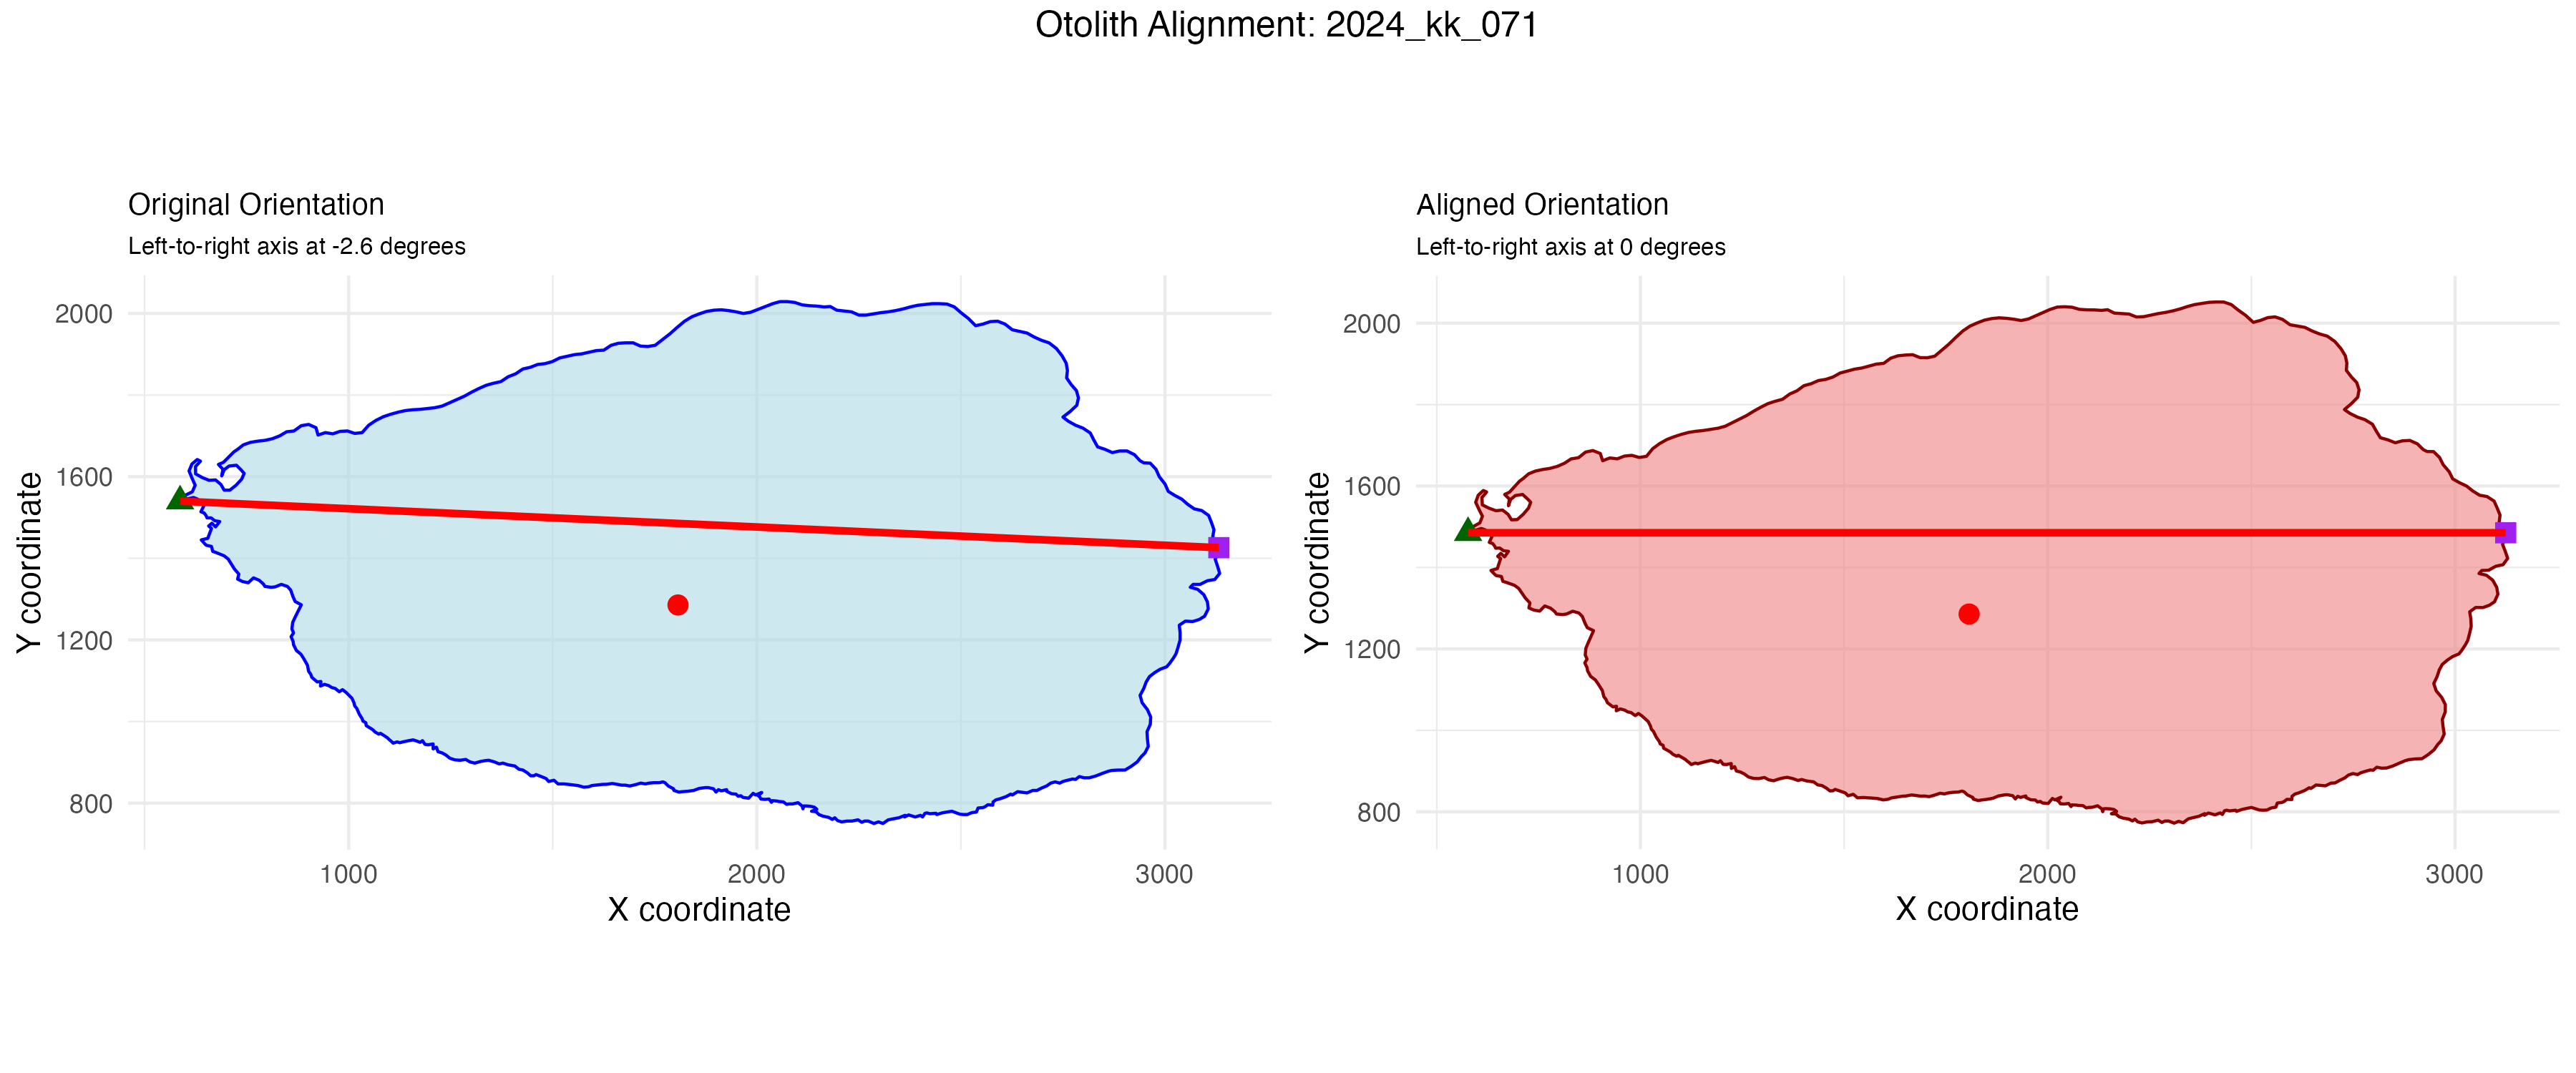 Otolith Alignment: 2024_kk_071
Original Orientation
Left-to-right axis at -2.6 degrees
2000
1600
1200
800
Y coordinate
1000
2000
3000
X coordinate
Aligned Orientation
Left-to-right axis at 0 degrees
2000
1600
1200
800
Y coordinate
1000
2000
3000
X coordinate